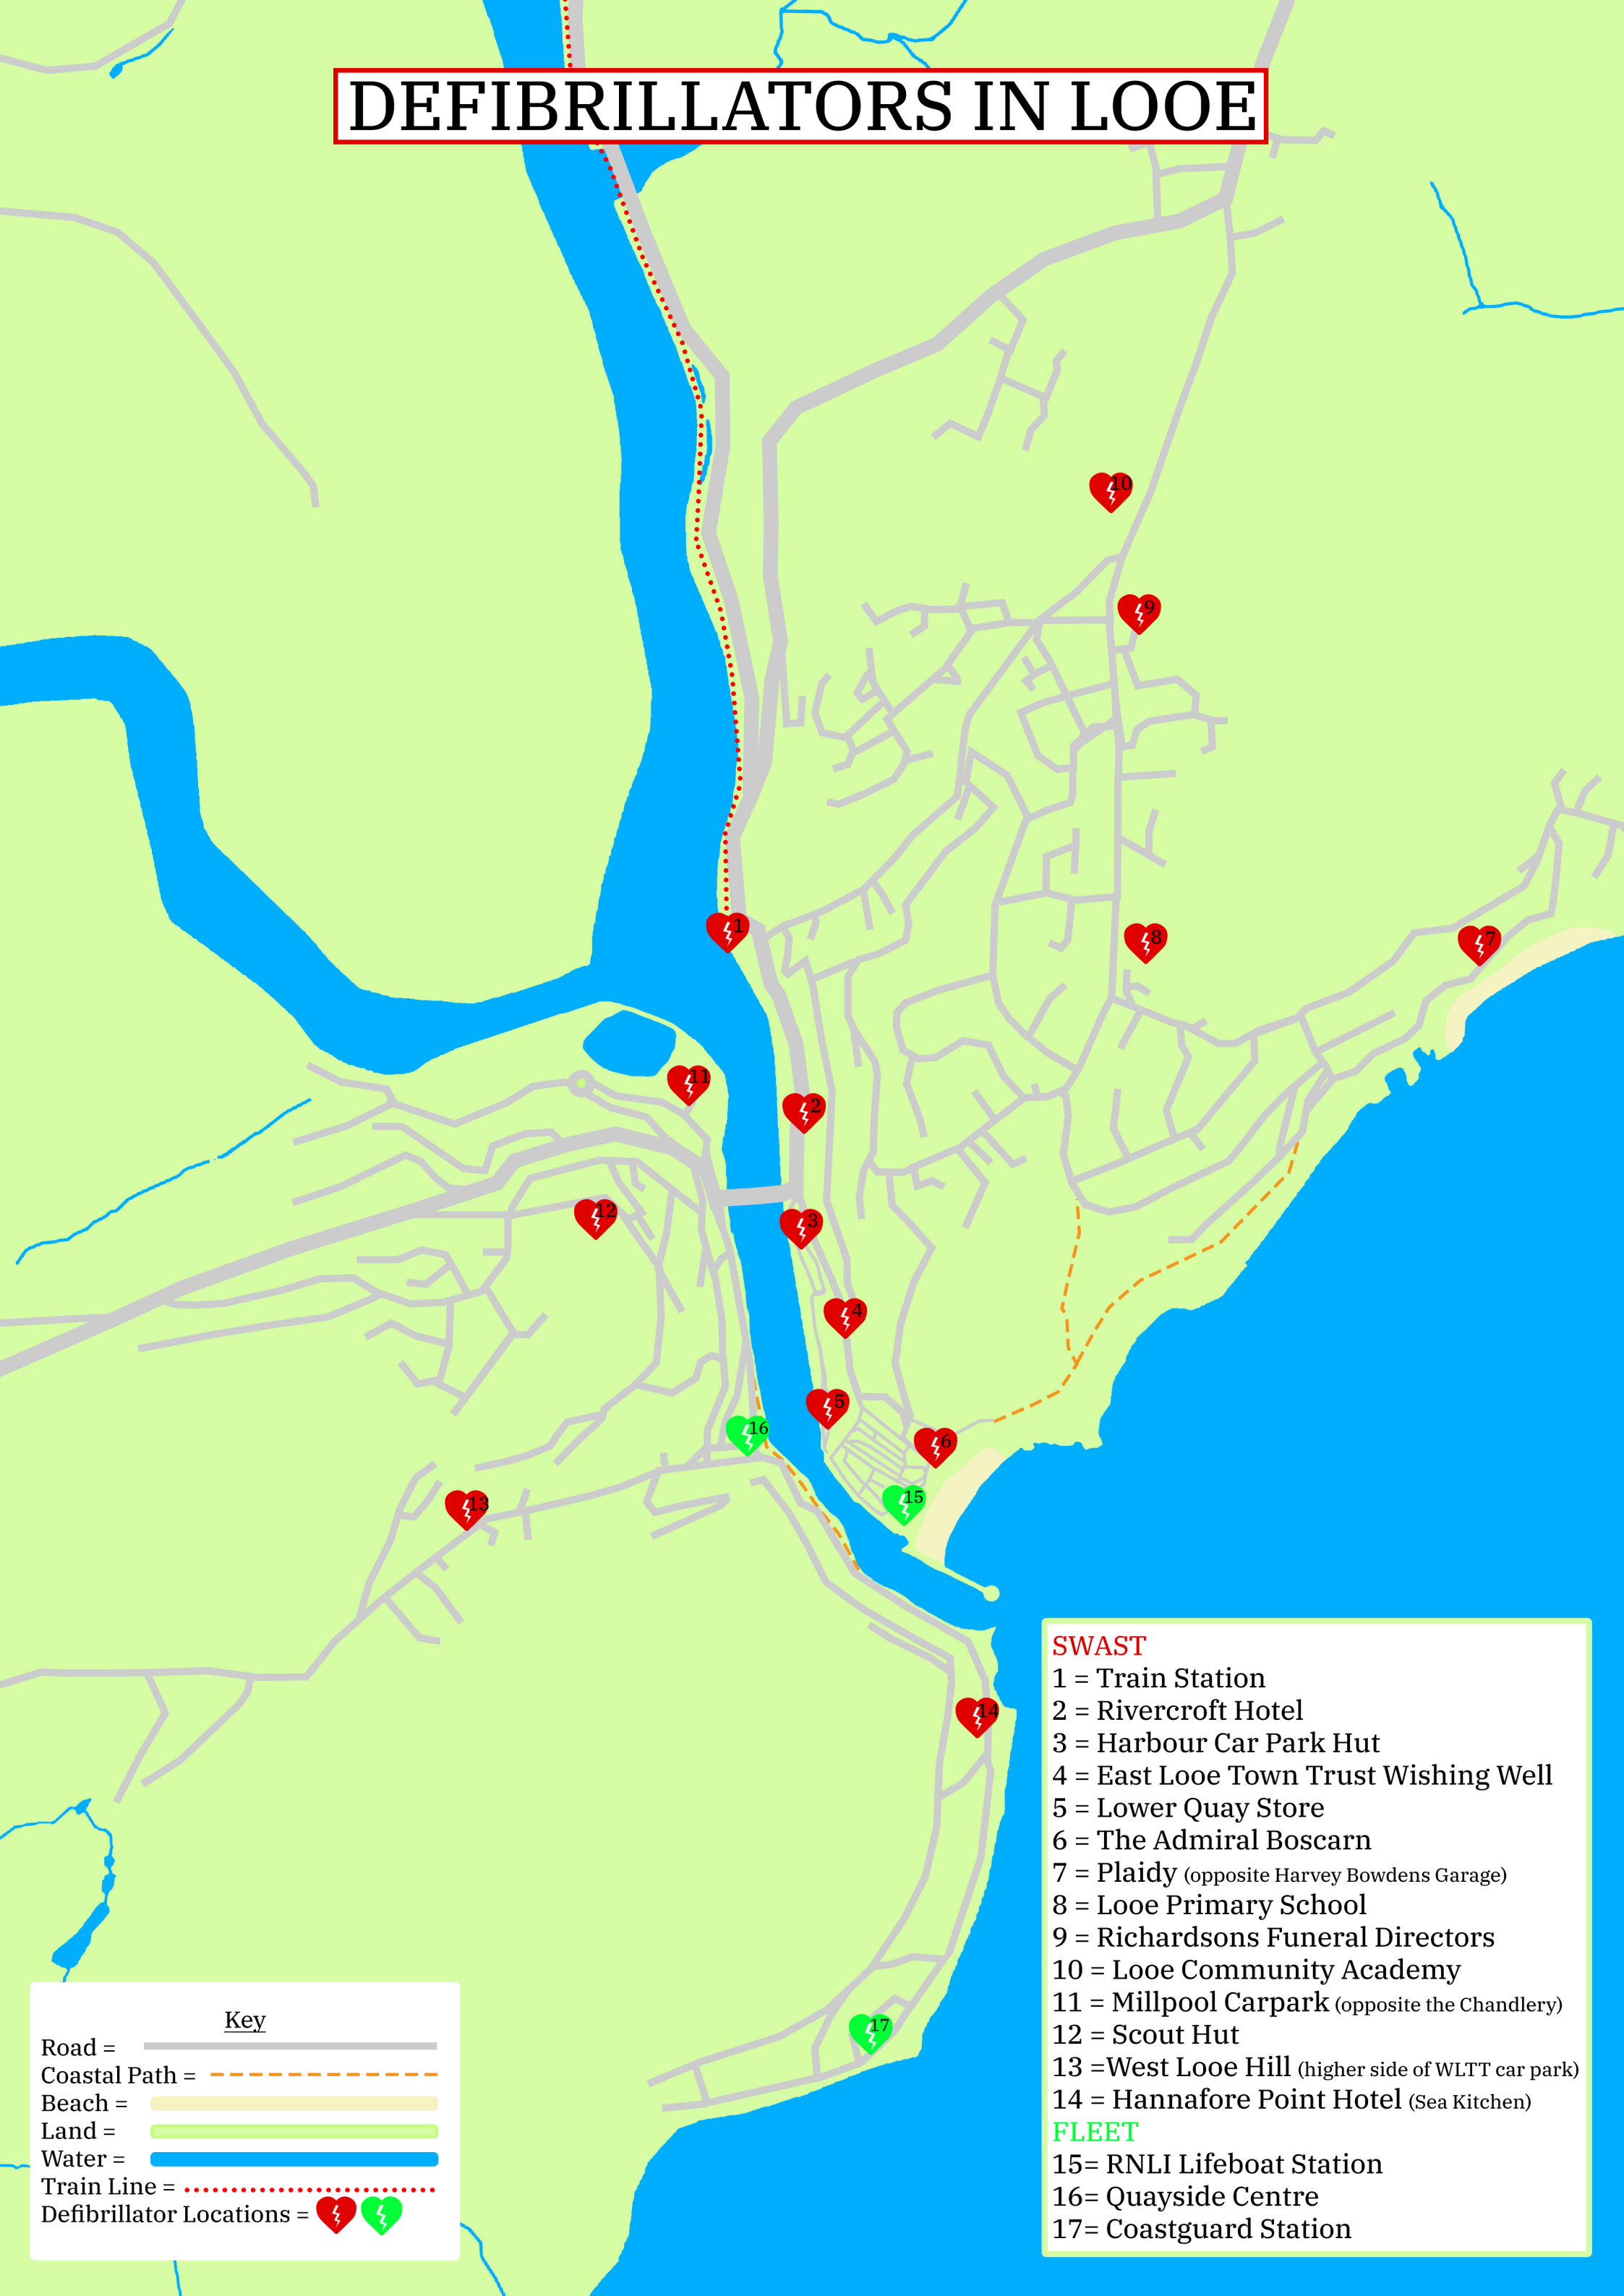 DEFIBRILLATORS IN LOOE
10
9
8
7
1
11
2
12
3
4
5
16
6
15
13
14
17
SWAST
1 = Train Station
2 = Rivercroft Hotel
3 = Harbour Car Park Hut
4 = East Looe Town Trust Wishing Well
5 = Lower Quay Store
6 = The Admiral Boscarn
7 = Plaidy (opposite Harvey Bowdens Garage)
8 = Looe Primary School
9 = Richardsons Funeral Directors
10 = Looe Community Academy
11 = Millpool Carpark (opposite the Chandlery)
12 = Scout Hut
13 =West Looe Hill (higher side of WLTT car park)
14 = Hannafore Point Hotel (Sea Kitchen)
FLEET
15= RNLI Lifeboat Station
16= Quayside Centre
17= Coastguard Station
Key
Road =
Coastal Path =
Beach =
Land =
Water =
Train Line =
Defibrillator Locations =